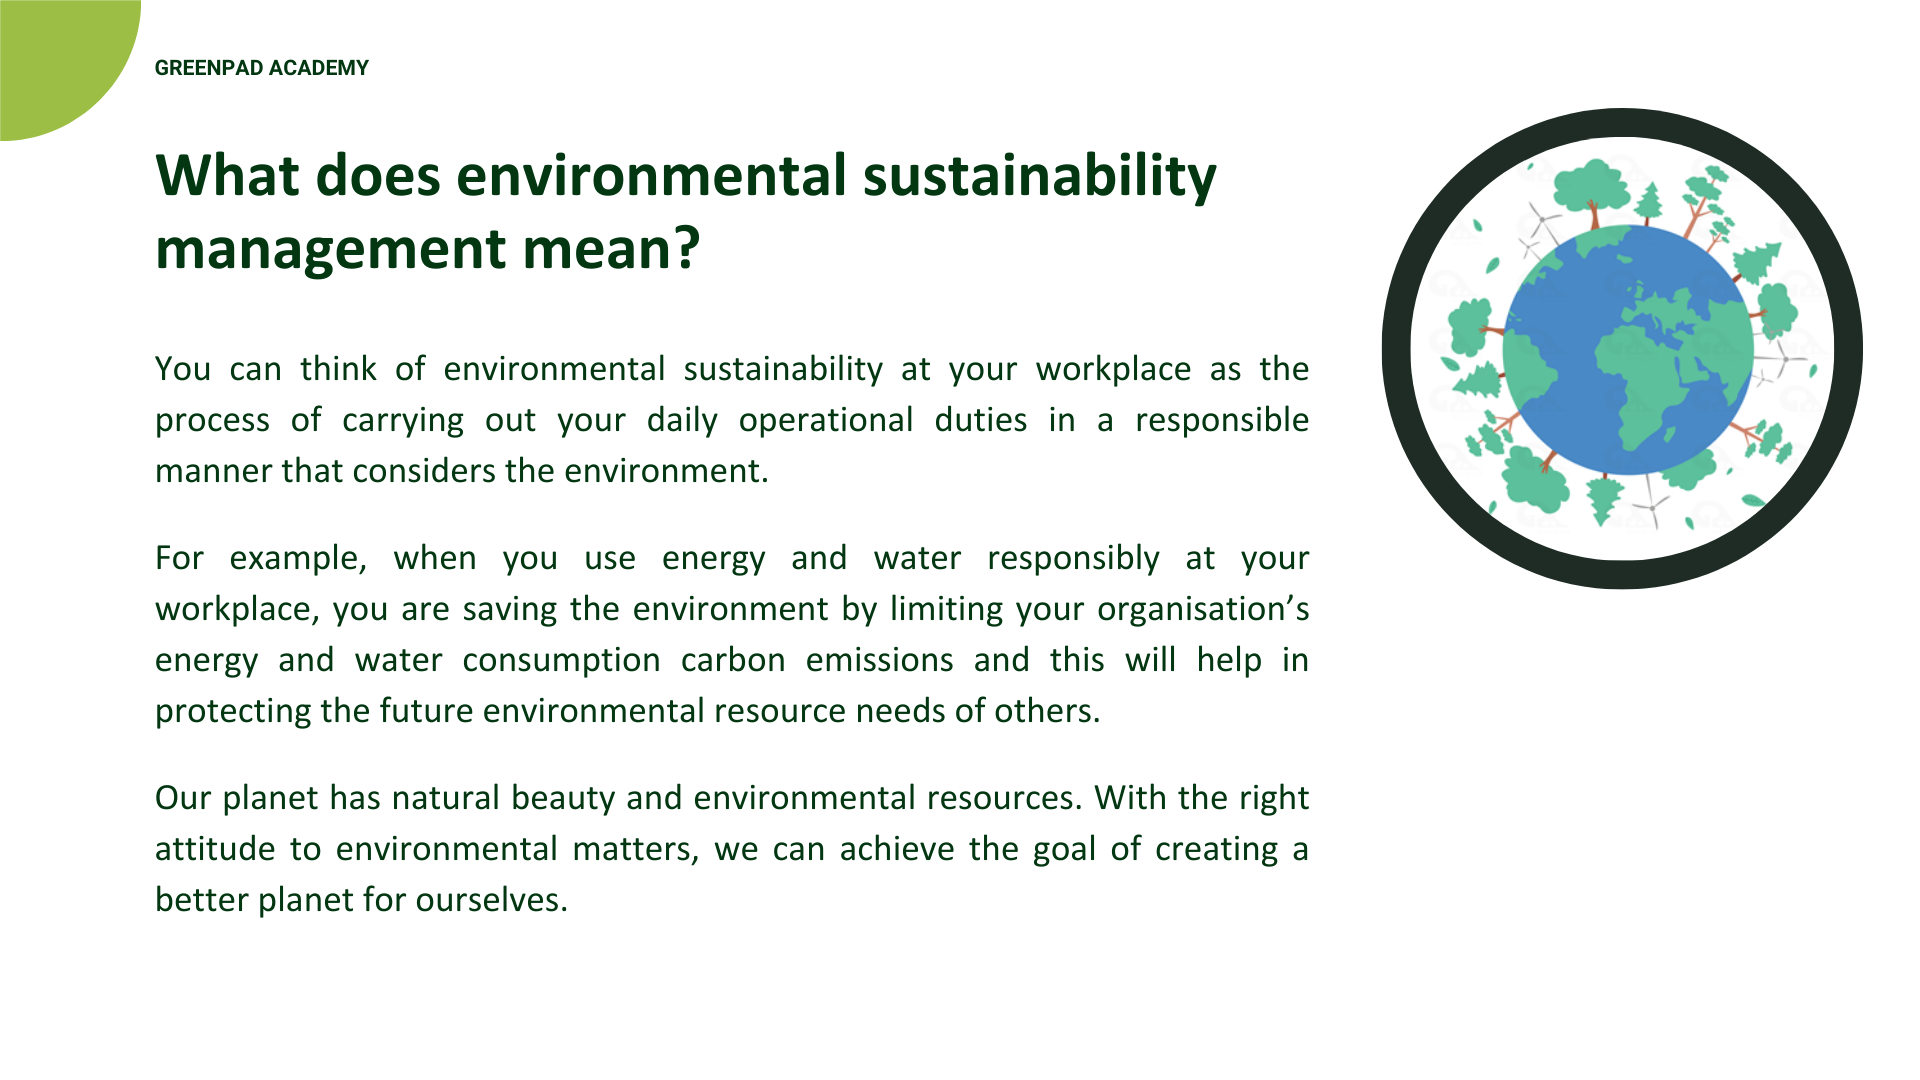 GREENPAD ACADEMY
What does environmental sustainability
management mean?
You can think of environmental sustainability at your workplace as the
process of carrying out your daily operational duties in a responsible
manner that considers the environment.
For example, when you use energy and water responsibly at your
workplace, you are saving the environment by limiting your organisation’s
energy and water consumption carbon emissions and this will help in
protecting the future environmental resource needs of others.
Our planet has natural beauty and environmental resources. With the right
attitude to environmental matters, we can achieve the goal of creating a
better planet for ourselves.